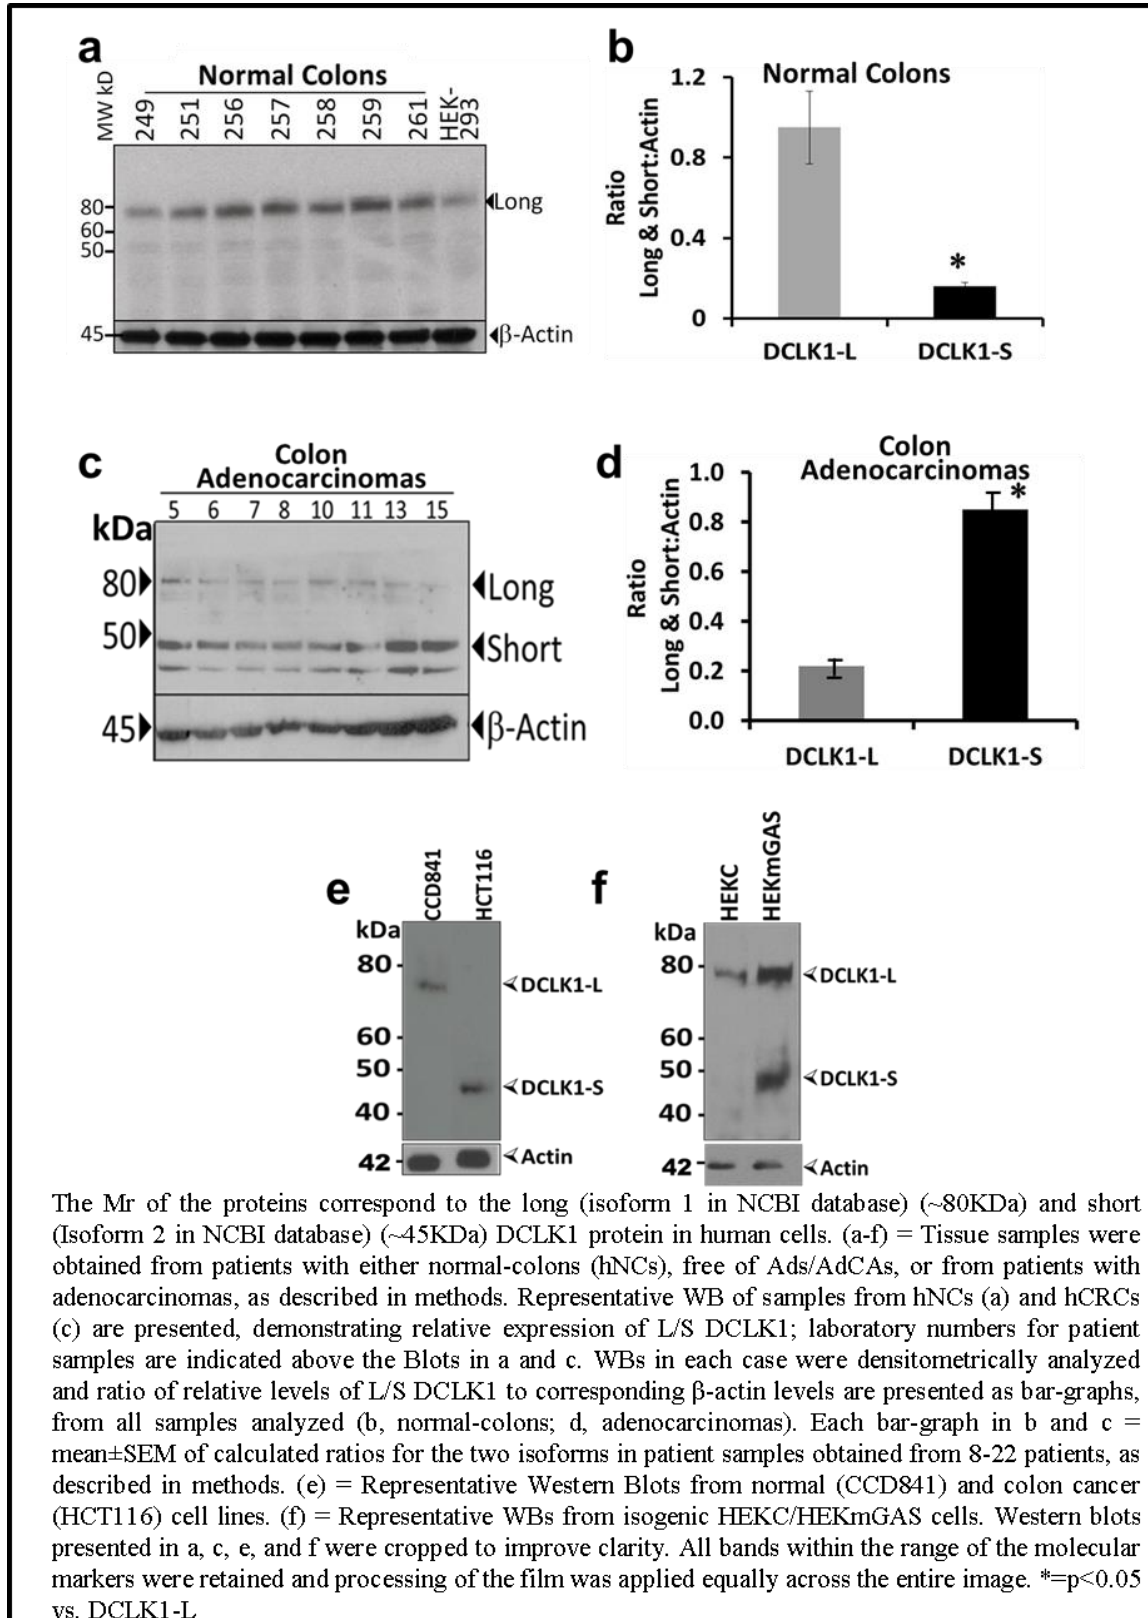 a
Normal Colons
MW kD
249
251
256
257
258
259
261
HEK-
293
80
60
50
Long
45
β-Actin
b
Normal Colons
Ratio
Long & Short:Actin
1.2
0.8
0.4
0
*
DCLK1-L
DCLK1-S
c
Colon
Adenocarcinomas
5 6 7 8 10 11 13 15
kDa
80
Long
50
Short
45
β-Actin
d
Colon
Adenocarcinomas
Ratio
Long & Short:Actin
1.0
0.8
0.6
0.4
0.2
0.0
*
DCLK1-L
DCLK1-S
e
CCD841
HCT116
kDa
80
DCLK1-L
60
50
DCLK1-S
40
42
Actin
f
HEKC
HEKmGAS
kDa
80
DCLK1-L
60
50
DCLK1-S
40
42
Actin
The Mr of the proteins correspond to the long (isoform 1 in NCBI database) (~80KDa) and short
(Isoform 2 in NCBI database) (~45KDa) DCLK1 protein in human cells. (a-f) = Tissue samples were
obtained from patients with either normal-colons (hNCs), free of Ads/AdCAs, or from patients with
adenocarcinomas, as described in methods. Representative WB of samples from hNCs (a) and hCRCs
(c) are presented, demonstrating relative expression of L/S DCLK1; laboratory numbers for patient
samples are indicated above the Blots in a and c. WBs in each case were densitometrically analyzed
and ratio of relative levels of L/S DCLK1 to corresponding β-actin levels are presented as bar-graphs,
from all samples analyzed (b, normal-colons; d, adenocarcinomas). Each bar-graph in b and c =
mean±SEM of calculated ratios for the two isoforms in patient samples obtained from 8-22 patients, as
described in methods. (e) = Representative Western Blots from normal (CCD841) and colon cancer
(HCT116) cell lines. (f) = Representative WBs from isogenic HEKC/HEKmGAS cells. Western blots
presented in a, c, e, and f were cropped to improve clarity. All bands within the range of the molecular
markers were retained and processing of the film was applied equally across the entire image. *=p<0.05
vs. DCLK1-L